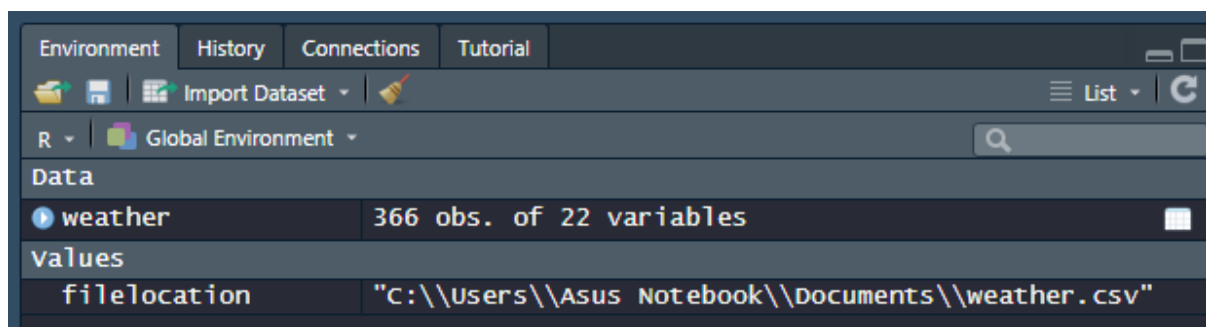 Environment History Connections Tutorial
Import Dataset List
R Global Environment
Data
weather 366 obs. of 22 variables
Values
filelocation "C:\\Users\\Asus Notebook\\Documents\\weather.csv"